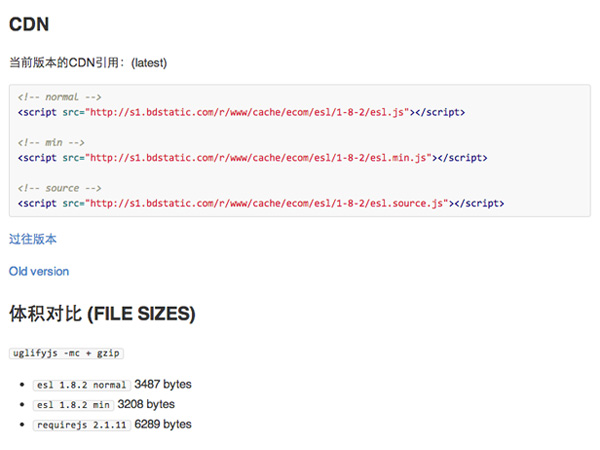 CDN
当前版本的CDN引用：(latest)
<!-- normal -->
<script src="http://s1.bdstatic.com/r/www/cache/ecom/esl/1-8-2/esl.js"></script>
<!-- min -->
<script src="http://s1.bdstatic.com/r/www/cache/ecom/esl/1-8-2/esl.min.js"></script>
<!-- source -->
<script src="http://s1.bdstatic.com/r/www/cache/ecom/esl/1-8-2/esl.source.js"></script>
过往版本
Old version
体积对比 (FILE SIZES)
uglifyjs -mc + gzip
esl 1.8.2 normal 3487 bytes
esl 1.8.2 min 3208 bytes
requirejs 2.1.11 6289 bytes